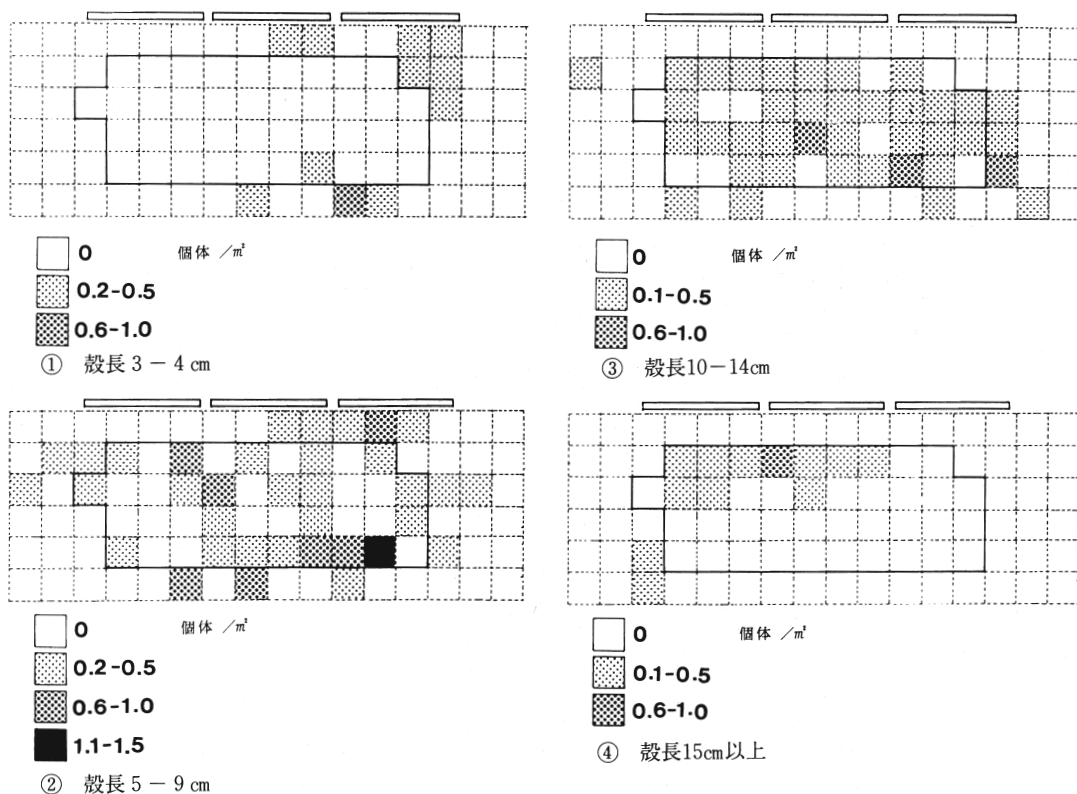 0 個体 /㎡
0.2-0.5
0.6-1.0
① 殻長 3 - 4 cm
0 個体 /㎡
0.2-0.5
0.6-1.0
1.1-1.5
② 殻長 5 - 9 cm
0 個体 /㎡
0.1-0.5
0.6-1.0
③ 殻長10-14cm
0 個体 /㎡
0.1-0.5
0.6-1.0
④ 殻長15cm以上